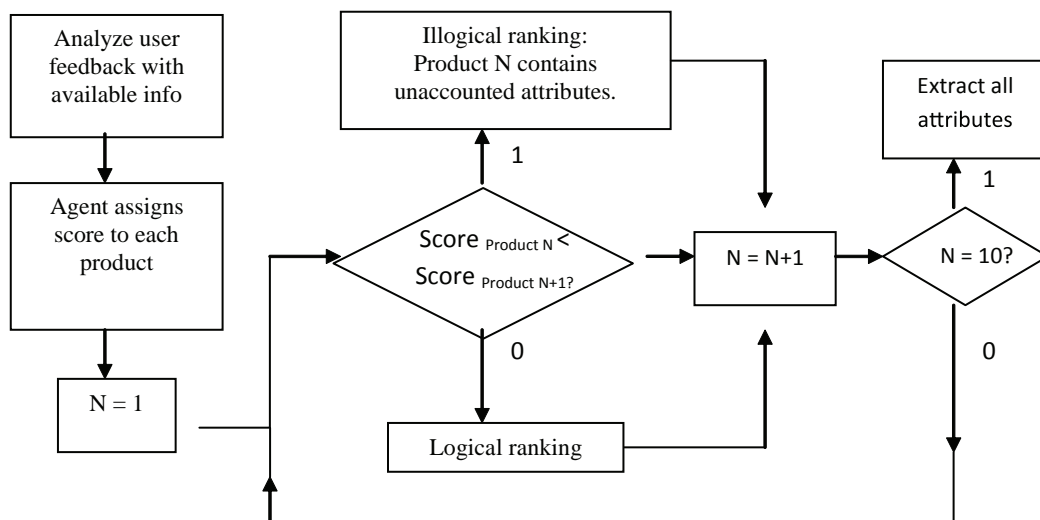 Analyze user
feedback with
available info
Agent assigns
score to each
product
N = 1
Illogical ranking:
Product N contains
unaccounted attributes.
1
Score Product N <
Score Product N+1?
0
Logical ranking
N = N+1
Extract all
attributes
1
N = 10?
0